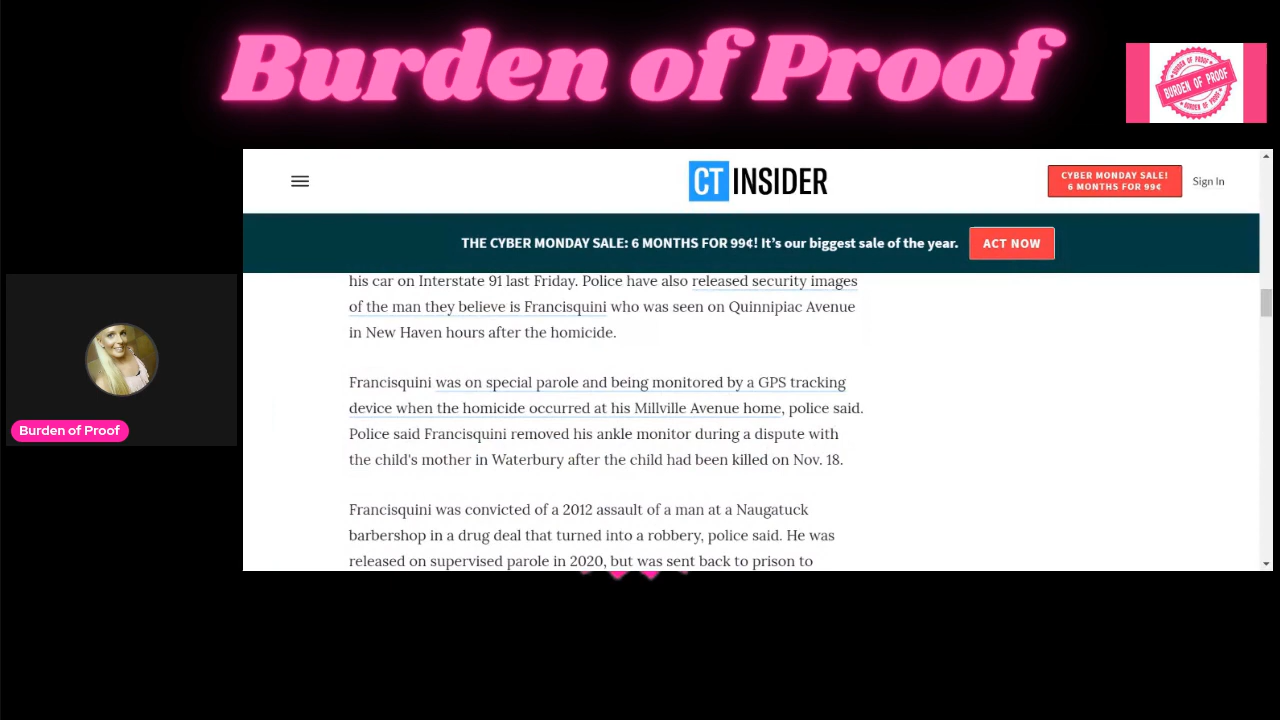 Burden of Proof
BURDEN OF PROOF
BURDEN OF PROOF
BURDEN OF PROOF
CT INSIDER
CYBER MONDAY SALE!
6 MONTHS FOR 99¢
Sign In
THE CYBER MONDAY SALE: 6 MONTHS FOR 99¢! It's our biggest sale of the year.
ACT NOW
his car on Interstate 91 last Friday. Police have also released security images
of the man they believe is Francisquini who was seen on Quinnipiac Avenue
in New Haven hours after the homicide.
Francisquini was on special parole and being monitored by a GPS tracking
device when the homicide occurred at his Millville Avenue home, police said.
Police said Francisquini removed his ankle monitor during a dispute with
the child's mother in Waterbury after the child had been killed on Nov. 18.
Francisquini was convicted of a 2012 assault of a man at a Naugatuck
barbershop in a drug deal that turned into a robbery, police said. He was
released on supervised parole in 2020, but was sent back to prison to
Burden of Proof